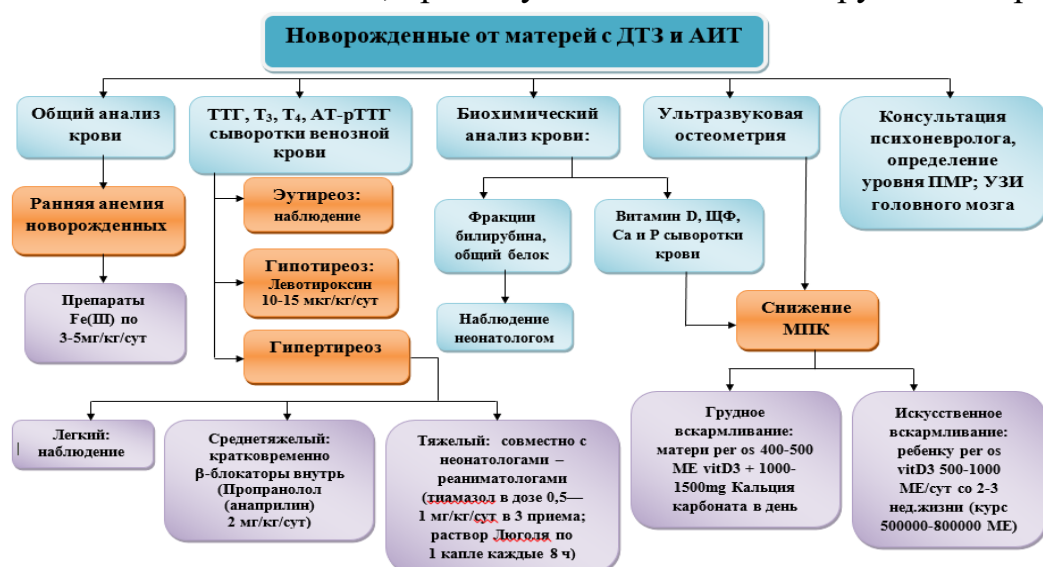 Новорожденные от матерей с ДТЗ и АИТ
Общий анализ
крови
ТТГ, Т3, Т4, АТ-рТТГ
сыворотки венозной
крови
Биохимический
анализ крови:
Ультразвуковая
остеометрия
Консультация
психоневролога,
определение
уровня ПМР; УЗИ
головного мозга
Ранняя анемия
новорожденных
Эутиреоз:
наблюдение
Фракции
билирубина,
общий белок
Витамин D, ЩФ,
Ca и P сыворотки
крови
Гипотиреоз:
Левотироксин
10-15 мкг/кг/сут
Препараты
Fe(III) по
3-5мг/кг/сут
Наблюдение
неонатологом
Снижение
МПК
Гипертиреоз
Легкий:
наблюдение
Среднетяжелый:
кратковременно
β-блокаторы внутрь
(Пропранолол
(анаприлин)
2 мг/кг/сут)
Тяжелый: совместно с
неонатологами –
реаниматологами
(тиамазол в дозе 0,5—
1 мг/кг/сут в 3 приема;
раствор Люголя по
1 капле каждые 8 ч)
Грудное
вскармливание:
матери per os 400-500
МЕ vitD3 + 1000-
1500mg Кальция
карбоната в день
Искусственное
вскармливание:
ребенку per os
vitD3 500-1000
МЕ/сут со 2-3
нед.жизни (курс
500000-800000 МЕ)